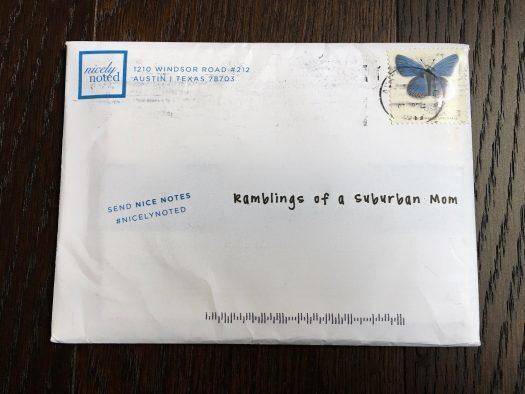 nicely
noted
1210 WINDSOR ROAD #212
AUSTIN | TEXAS 78703
SEND NICE NOTES
#NICELYNOTED
Ramblings of a Suburban Mom